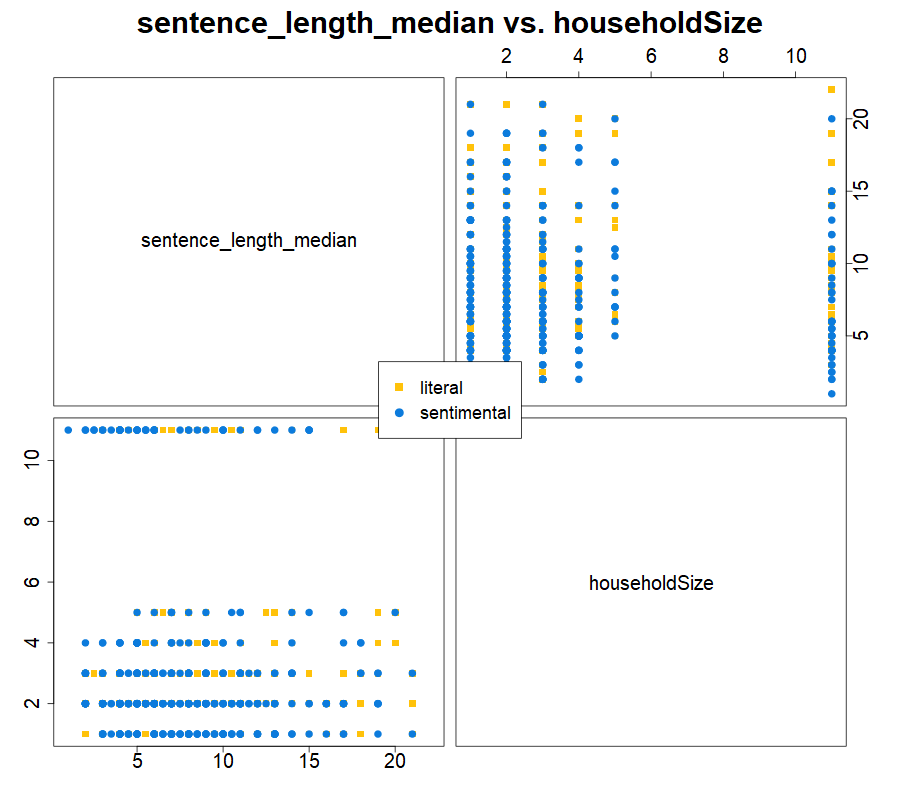 sentence_length_median vs. householdSize
2 4 6 8 10
sentence_length_median
5 10 15 20
literal
sentimental
2 4 6 8 10
householdSize
5 10 15 20